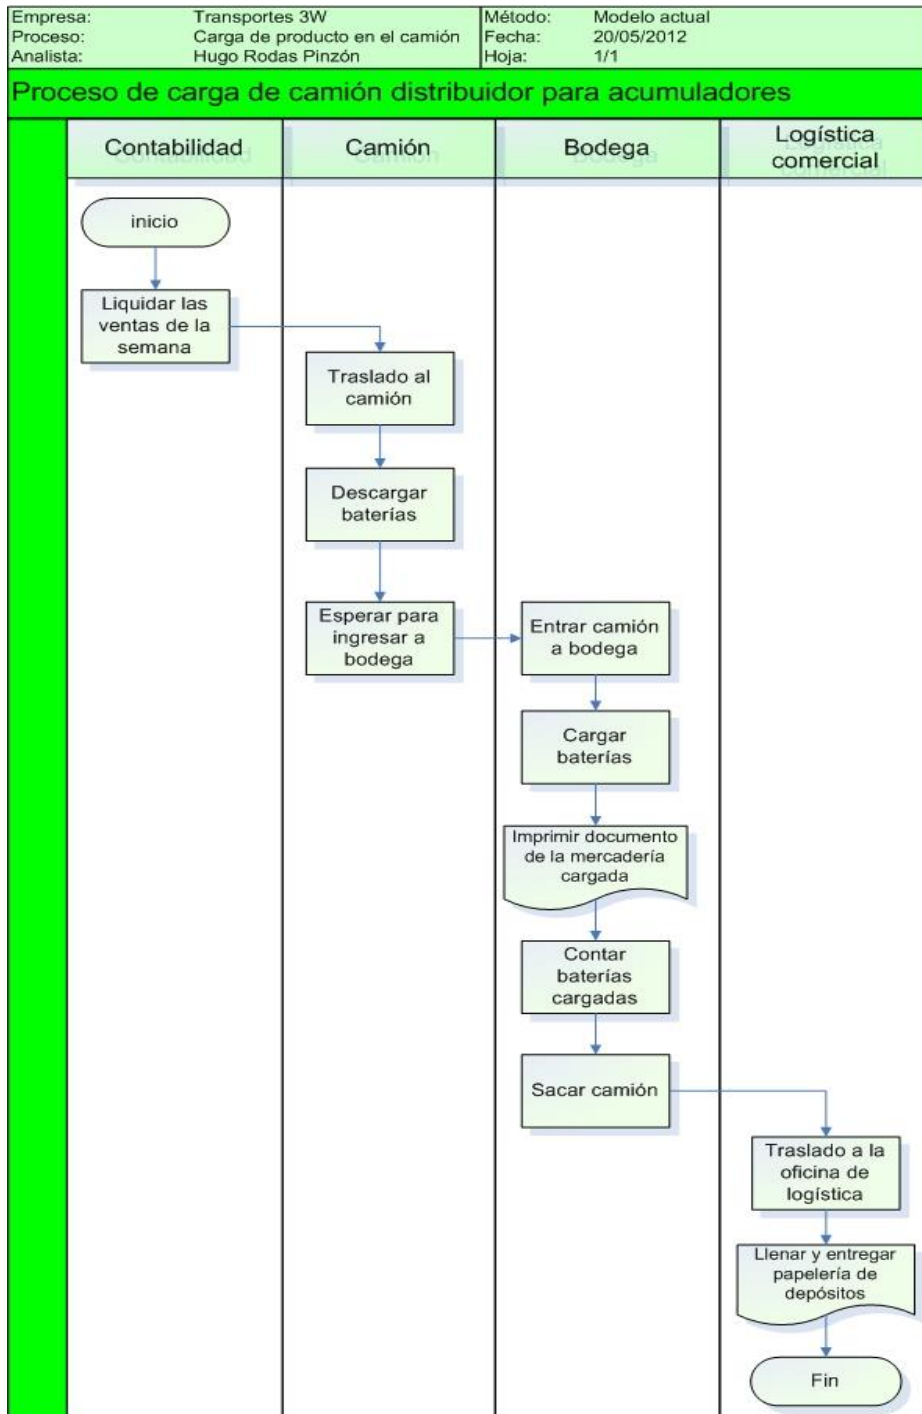 Empresa: Transportes 3W Método: Modelo actual
Proceso: Carga de producto en el camión Fecha: 20/05/2012
Analista: Hugo Rodas Pinzón Hoja: 1/1
Proceso de carga de camión distribuidor para acumuladores
Contabilidad
Camión
Bodega
Logística
comercial
inicio
Liquidar las
ventas de la
semana
Traslado al
camión
Descargar
baterías
Esperar para
ingresar a
bodega
Entrar camión
a bodega
Cargar
baterías
Imprimir documento
de la mercadería
cargada
Contar
baterías
cargadas
Sacar camión
Traslado a la
oficina de
logística
Llenar y entregar
papelería de
depósitos
Fin